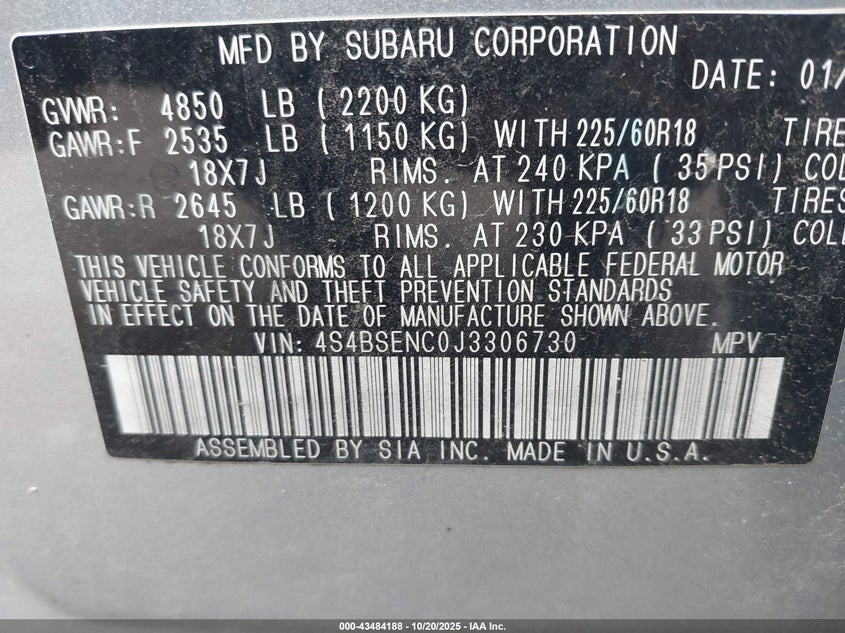 MFD BY SUBARU CORPORATION
DATE: 01/
GVWR: 4850 LB (2200 KG)
GAWR:F 2535 LB (1150 KG) WITH 225/60R18 TIRE
18X7J RIMS. AT 240 KPA (35 PSI) COL
GAWR:R 2645 LB (1200 KG) WITH 225/60R18 TIRES
18X7J RIMS. AT 230 KPA (33 PSI) COLD
THIS VEHICLE CONFORMS TO ALL APPLICABLE FEDERAL MOTOR
VEHICLE SAFETY AND THEFT PREVENTION STANDARDS
IN EFFECT ON THE DATE OF MANUFACTURE SHOWN ABOVE.
VIN: 4S4BSENC0J3306730 MPV
ASSEMBLED BY SIA INC. MADE IN U.S.A.
000-43484188 - 10/20/2025 - IAA Inc.